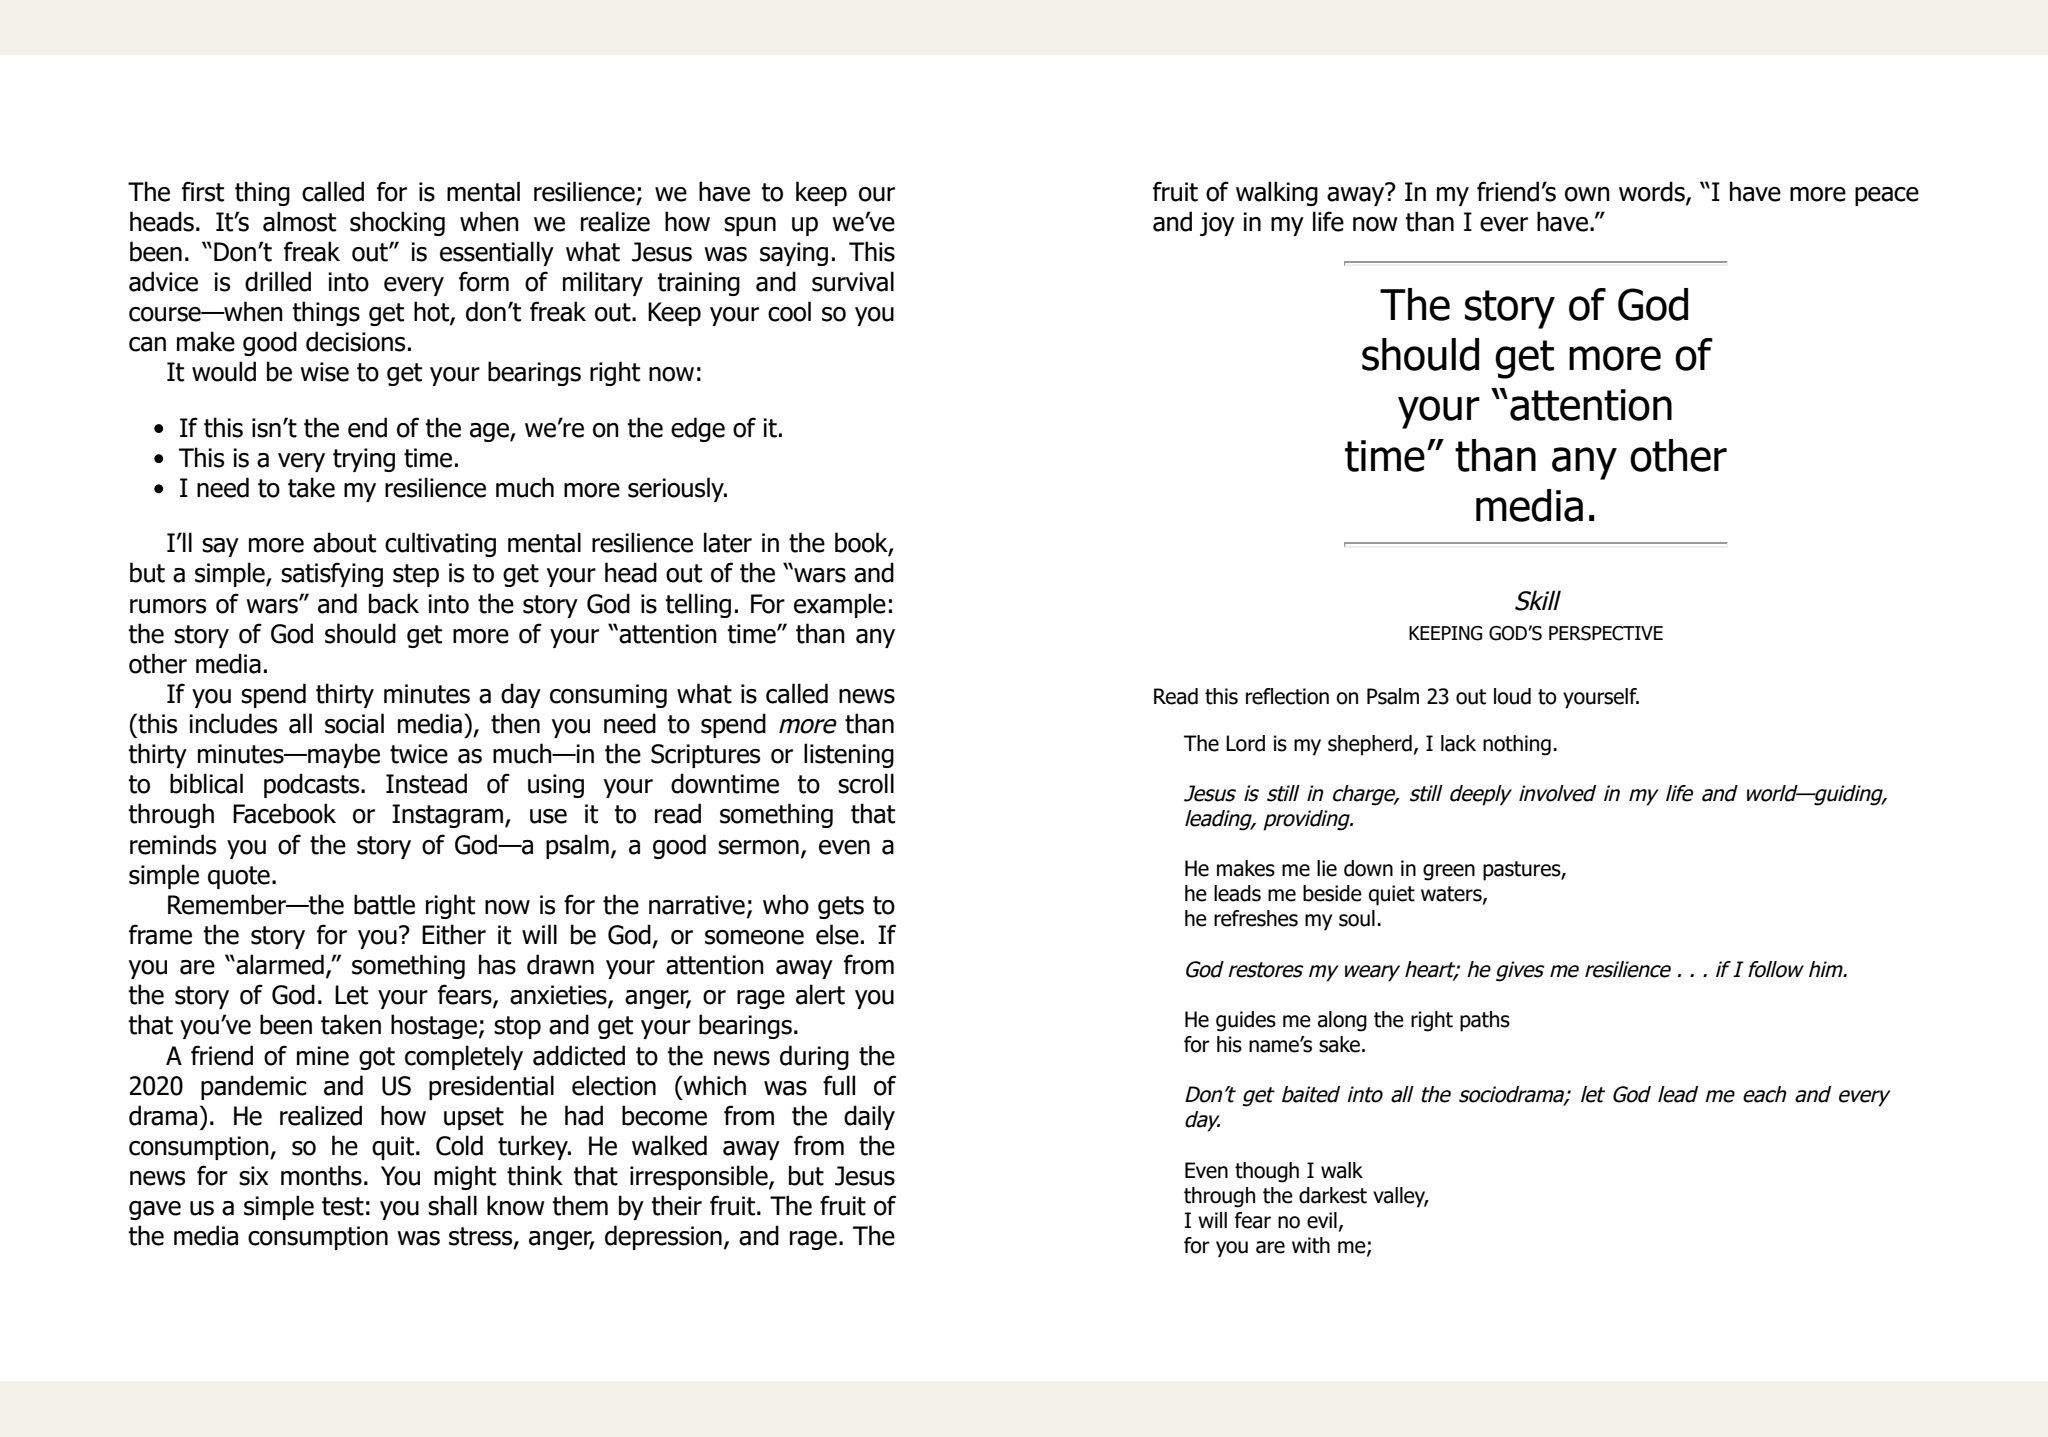 The first thing called for is mental resilience; we have to keep our
heads. It’s almost shocking when we realize how spun up we’ve
been. “Don’t freak out” is essentially what Jesus was saying. This
advice is drilled into every form of military training and survival
course—when things get hot, don’t freak out. Keep your cool so you
can make good decisions.
It would be wise to get your bearings right now:
• If this isn’t the end of the age, we’re on the edge of it.
• This is a very trying time.
• I need to take my resilience much more seriously.
I’ll say more about cultivating mental resilience later in the book,
but a simple, satisfying step is to get your head out of the “wars and
rumors of wars” and back into the story God is telling. For example:
the story of God should get more of your “attention time” than any
other media.
If you spend thirty minutes a day consuming what is called news
(this includes all social media), then you need to spend more than
thirty minutes—maybe twice as much—in the Scriptures or listening
to biblical podcasts. Instead of using your downtime to scroll
through Facebook or Instagram, use it to read something that
reminds you of the story of God—a psalm, a good sermon, even a
simple quote.
Remember—the battle right now is for the narrative; who gets to
frame the story for you? Either it will be God, or someone else. If
you are “alarmed,” something has drawn your attention away from
the story of God. Let your fears, anxieties, anger, or rage alert you
that you’ve been taken hostage; stop and get your bearings.
A friend of mine got completely addicted to the news during the
2020 pandemic and US presidential election (which was full of
drama). He realized how upset he had become from the daily
consumption, so he quit. Cold turkey. He walked away from the
news for six months. You might think that irresponsible, but Jesus
gave us a simple test: you shall know them by their fruit. The fruit of
the media consumption was stress, anger, depression, and rage. The
fruit of walking away? In my friend’s own words, “I have more peace
and joy in my life now than I ever have.”
The story of God
should get more of
your “attention
time” than any other
media.
Skill
KEEPING GOD’S PERSPECTIVE
Read this reflection on Psalm 23 out loud to yourself.
The Lord is my shepherd, I lack nothing.
Jesus is still in charge, still deeply involved in my life and world—guiding,
leading, providing.
He makes me lie down in green pastures,
he leads me beside quiet waters,
he refreshes my soul.
God restores my weary heart; he gives me resilience . . . if I follow him.
He guides me along the right paths
for his name’s sake.
Don’t get baited into all the sociodrama; let God lead me each and every
day.
Even though I walk
through the darkest valley,
I will fear no evil,
for you are with me;